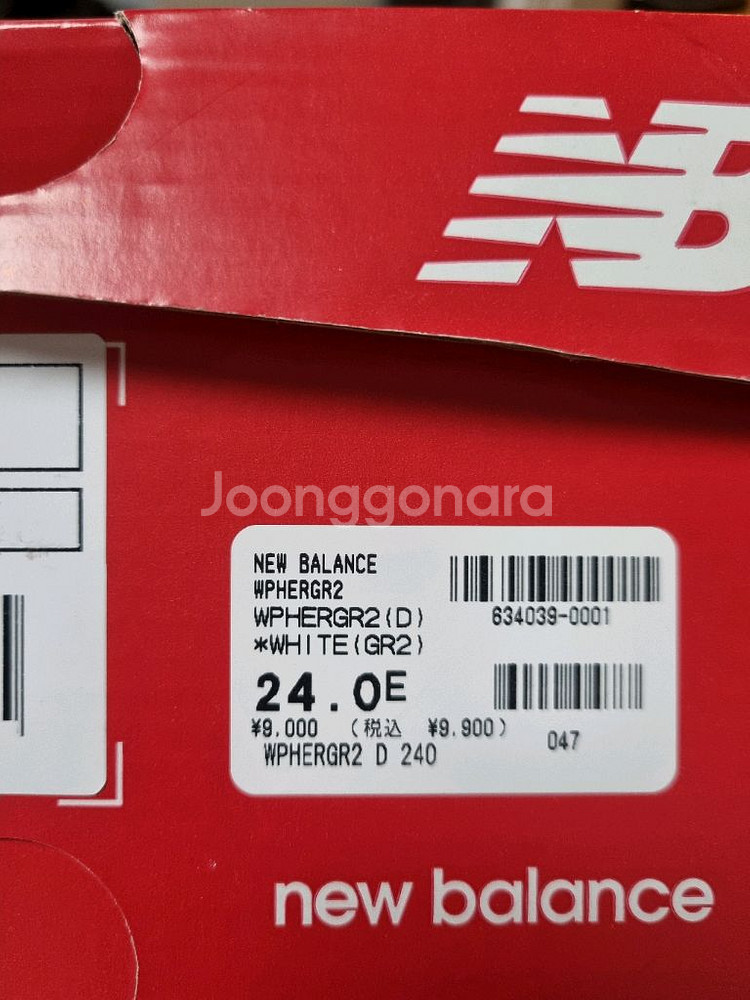 NB
Joonggonara
NEW BALANCE
WPHERGR2
WPHERGR2(D)
*WHITE(GR2)
634039-0001
24.0E
¥9.000 (税込 ¥9.900)
047
WPHERGR2 D 240
new balance